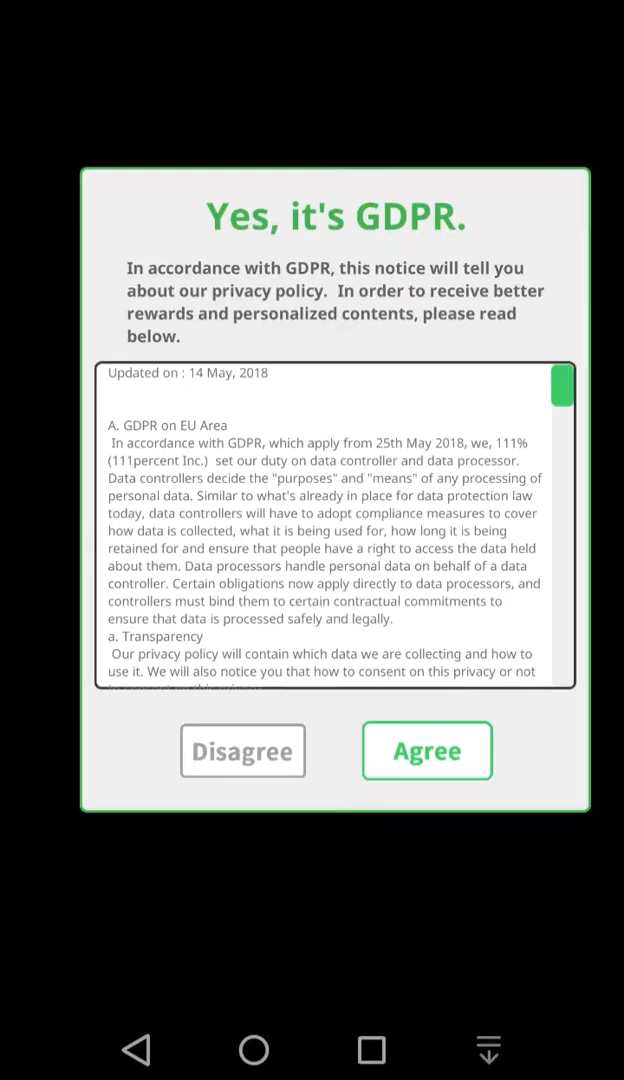 Yes, it's GDPR.
In accordance with GDPR, this notice will tell you
about our privacy policy.  In order to receive better
rewards and personalized contents, please read
below.
Updated on : 14 May, 2018
A. GDPR on EU Area
In accordance with GDPR, which apply from 25th May 2018, we, 111%
(111percent Inc.)  set our duty on data controller and data processor.
Data controllers decide the "purposes" and "means" of any processing of
personal data. Similar to what's already in place for data protection law
today, data controllers will have to adopt compliance measures to cover
how data is collected, what it is being used for, how long it is being
retained for and ensure that people have a right to access the data held
about them. Data processors handle personal data on behalf of a data
controller. Certain obligations now apply directly to data processors, and
controllers must bind them to certain contractual commitments to
ensure that data is processed safely and legally.
a. Transparency
Our privacy policy will contain which data we are collecting and how to
use it. We will also notice you that how to consent on this privacy or not
Disagree
Agree